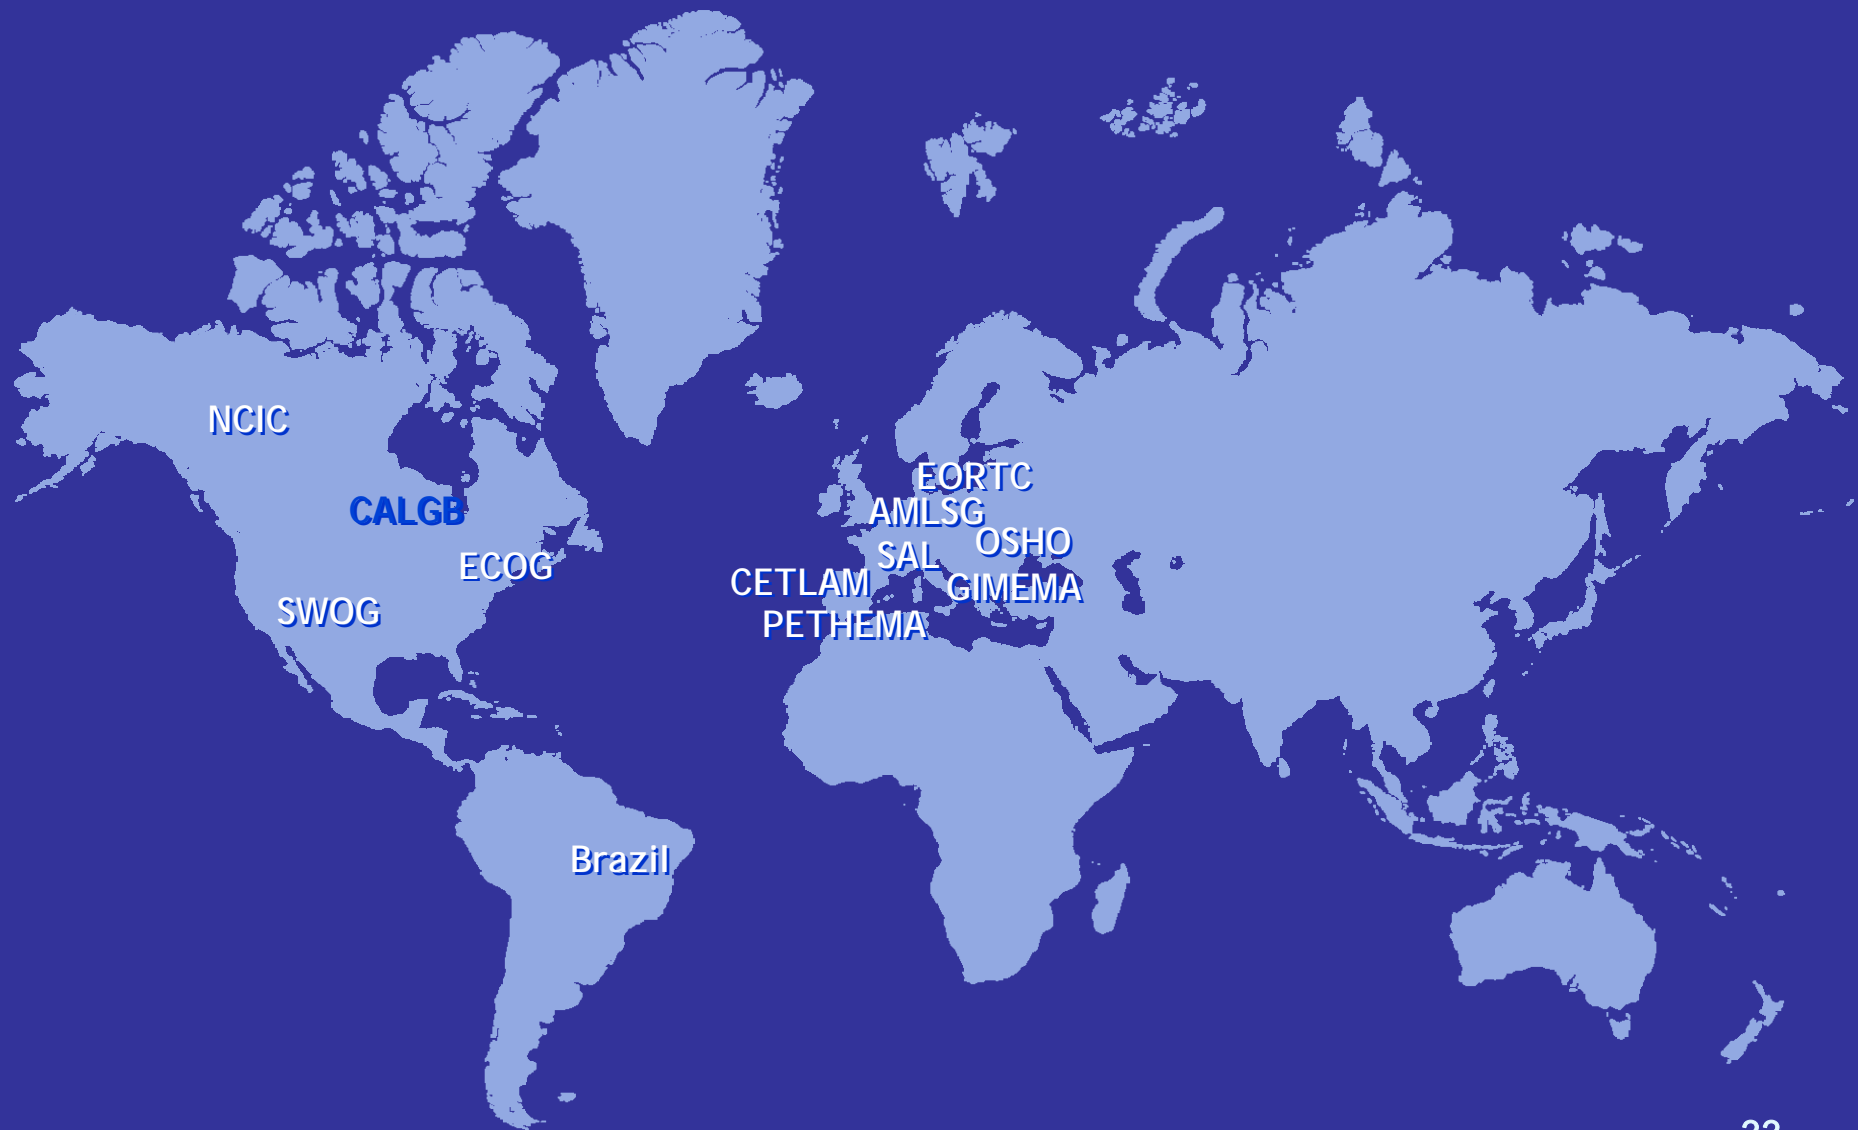 NCIC
EORTC
CALGB
AMLSG
OSHO
SAL
ECOG
CETLAM
GIMEMA
SWOG
PETHEMA
Brazil